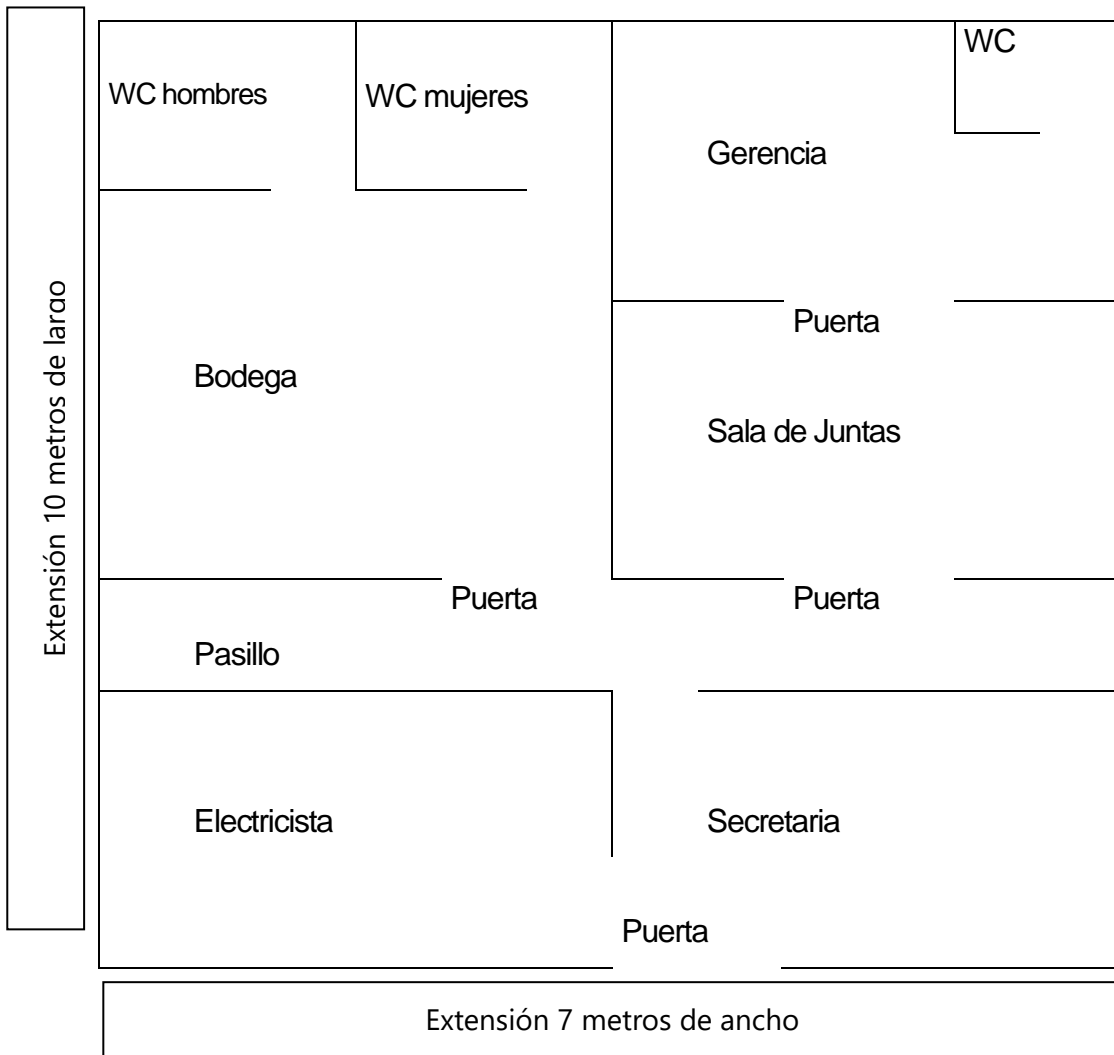 WC
WC hombres
WC mujeres
Gerencia
Puerta
Bodega
Sala de Juntas
Puerta
Puerta
Pasillo
Electricista
Secretaria
Puerta
Extensión 10 metros de largo
Extensión 7 metros de ancho